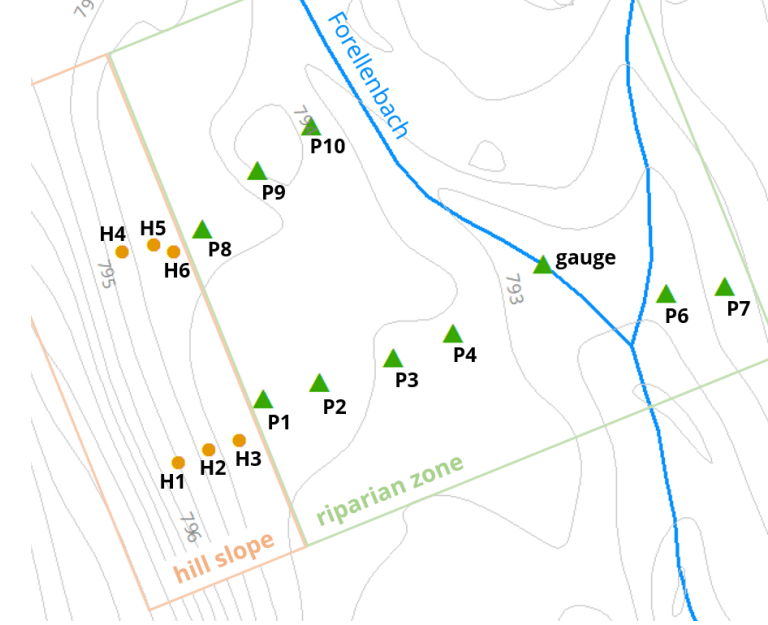 79
Forellenbach
P10
P9
H5
H4
P8
H6
gauge
795
793
P6
P7
P4
P3
P2
P1
H3
H2
H1
796
riparian zone
hill slope